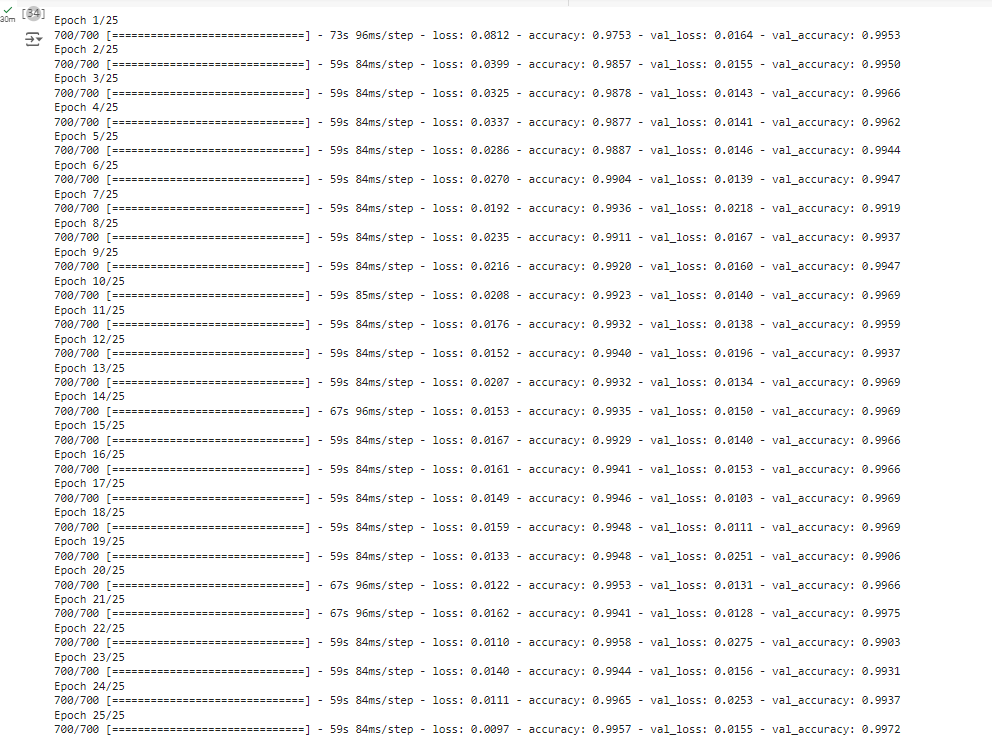 [34]
30m
Epoch 1/25
700/700 [==============================] - 73s 96ms/step - loss: 0.0812 - accuracy: 0.9753 - val_loss: 0.0164 - val_accuracy: 0.9953
Epoch 2/25
700/700 [==============================] - 59s 84ms/step - loss: 0.0399 - accuracy: 0.9857 - val_loss: 0.0155 - val_accuracy: 0.9950
Epoch 3/25
700/700 [==============================] - 59s 84ms/step - loss: 0.0325 - accuracy: 0.9878 - val_loss: 0.0143 - val_accuracy: 0.9966
Epoch 4/25
700/700 [==============================] - 59s 84ms/step - loss: 0.0337 - accuracy: 0.9877 - val_loss: 0.0141 - val_accuracy: 0.9962
Epoch 5/25
700/700 [==============================] - 59s 84ms/step - loss: 0.0286 - accuracy: 0.9887 - val_loss: 0.0146 - val_accuracy: 0.9944
Epoch 6/25
700/700 [==============================] - 59s 84ms/step - loss: 0.0270 - accuracy: 0.9904 - val_loss: 0.0139 - val_accuracy: 0.9947
Epoch 7/25
700/700 [==============================] - 59s 84ms/step - loss: 0.0192 - accuracy: 0.9936 - val_loss: 0.0218 - val_accuracy: 0.9919
Epoch 8/25
700/700 [==============================] - 59s 84ms/step - loss: 0.0235 - accuracy: 0.9911 - val_loss: 0.0167 - val_accuracy: 0.9937
Epoch 9/25
700/700 [==============================] - 59s 84ms/step - loss: 0.0216 - accuracy: 0.9920 - val_loss: 0.0160 - val_accuracy: 0.9947
Epoch 10/25
700/700 [==============================] - 59s 85ms/step - loss: 0.0208 - accuracy: 0.9923 - val_loss: 0.0140 - val_accuracy: 0.9969
Epoch 11/25
700/700 [==============================] - 59s 84ms/step - loss: 0.0176 - accuracy: 0.9932 - val_loss: 0.0138 - val_accuracy: 0.9959
Epoch 12/25
700/700 [==============================] - 59s 84ms/step - loss: 0.0152 - accuracy: 0.9940 - val_loss: 0.0196 - val_accuracy: 0.9937
Epoch 13/25
700/700 [==============================] - 59s 84ms/step - loss: 0.0207 - accuracy: 0.9932 - val_loss: 0.0134 - val_accuracy: 0.9969
Epoch 14/25
700/700 [==============================] - 67s 96ms/step - loss: 0.0153 - accuracy: 0.9935 - val_loss: 0.0150 - val_accuracy: 0.9969
Epoch 15/25
700/700 [==============================] - 59s 84ms/step - loss: 0.0167 - accuracy: 0.9929 - val_loss: 0.0140 - val_accuracy: 0.9966
Epoch 16/25
700/700 [==============================] - 59s 84ms/step - loss: 0.0161 - accuracy: 0.9941 - val_loss: 0.0153 - val_accuracy: 0.9966
Epoch 17/25
700/700 [==============================] - 59s 84ms/step - loss: 0.0149 - accuracy: 0.9946 - val_loss: 0.0103 - val_accuracy: 0.9969
Epoch 18/25
700/700 [==============================] - 59s 84ms/step - loss: 0.0159 - accuracy: 0.9948 - val_loss: 0.0111 - val_accuracy: 0.9969
Epoch 19/25
700/700 [==============================] - 59s 84ms/step - loss: 0.0133 - accuracy: 0.9948 - val_loss: 0.0251 - val_accuracy: 0.9906
Epoch 20/25
700/700 [==============================] - 67s 96ms/step - loss: 0.0122 - accuracy: 0.9953 - val_loss: 0.0131 - val_accuracy: 0.9966
Epoch 21/25
700/700 [==============================] - 67s 96ms/step - loss: 0.0162 - accuracy: 0.9941 - val_loss: 0.0128 - val_accuracy: 0.9975
Epoch 22/25
700/700 [==============================] - 59s 84ms/step - loss: 0.0110 - accuracy: 0.9958 - val_loss: 0.0275 - val_accuracy: 0.9903
Epoch 23/25
700/700 [==============================] - 59s 84ms/step - loss: 0.0140 - accuracy: 0.9944 - val_loss: 0.0156 - val_accuracy: 0.9931
Epoch 24/25
700/700 [==============================] - 59s 84ms/step - loss: 0.0111 - accuracy: 0.9965 - val_loss: 0.0253 - val_accuracy: 0.9937
Epoch 25/25
700/700 [==============================] - 59s 84ms/step - loss: 0.0097 - accuracy: 0.9957 - val_loss: 0.0155 - val_accuracy: 0.9972